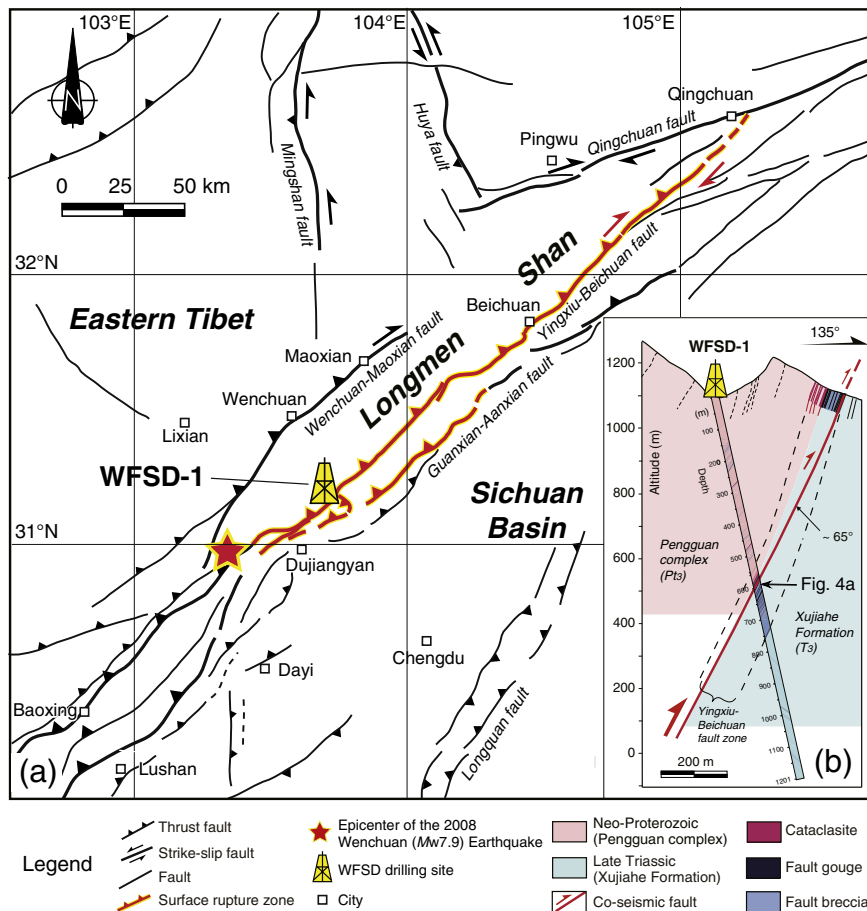 103°E
104°E
105°E
N
0 25 50 km
Mingshan fault
Huya fault
Pingwu
Qingchuan
Qingchuan fault
32°N
Shan
Beichuan
Yingxiu-Beichuan fault
Eastern Tibet
Maoxian
Longmen
Wenchuan
Wenchuan-Maoxian fault
Lixian
Guanxian-Aanxian fault
WFSD-1
Sichuan
Basin
31°N
Dujiangyan
Chengdu
Dayi
Baoxing
Lushan
Longquan fault
(a)
135°
WFSD-1
1200
1000
800
600
400
200
0
Altitude (m)
(m)
Depth
100
200
300
400
500
600
700
800
900
1000
1100
1201
~ 65°
Pengguan
complex
(Pt3)
Fig. 4a
Xujiahe
Formation
(T3)
Yingxiu-
Beichuan
fault zone
200 m
(b)
Legend
Thrust fault
Strike-slip fault
Fault
Surface rupture zone
Epicenter of the 2008
Wenchuan (Mw7.9) Earthquake
WFSD drilling site
City
Neo-Proterozoic
(Pengguan complex)
Late Triassic
(Xujiahe Formation)
Co-seismic fault
Cataclasite
Fault gouge
Fault breccia